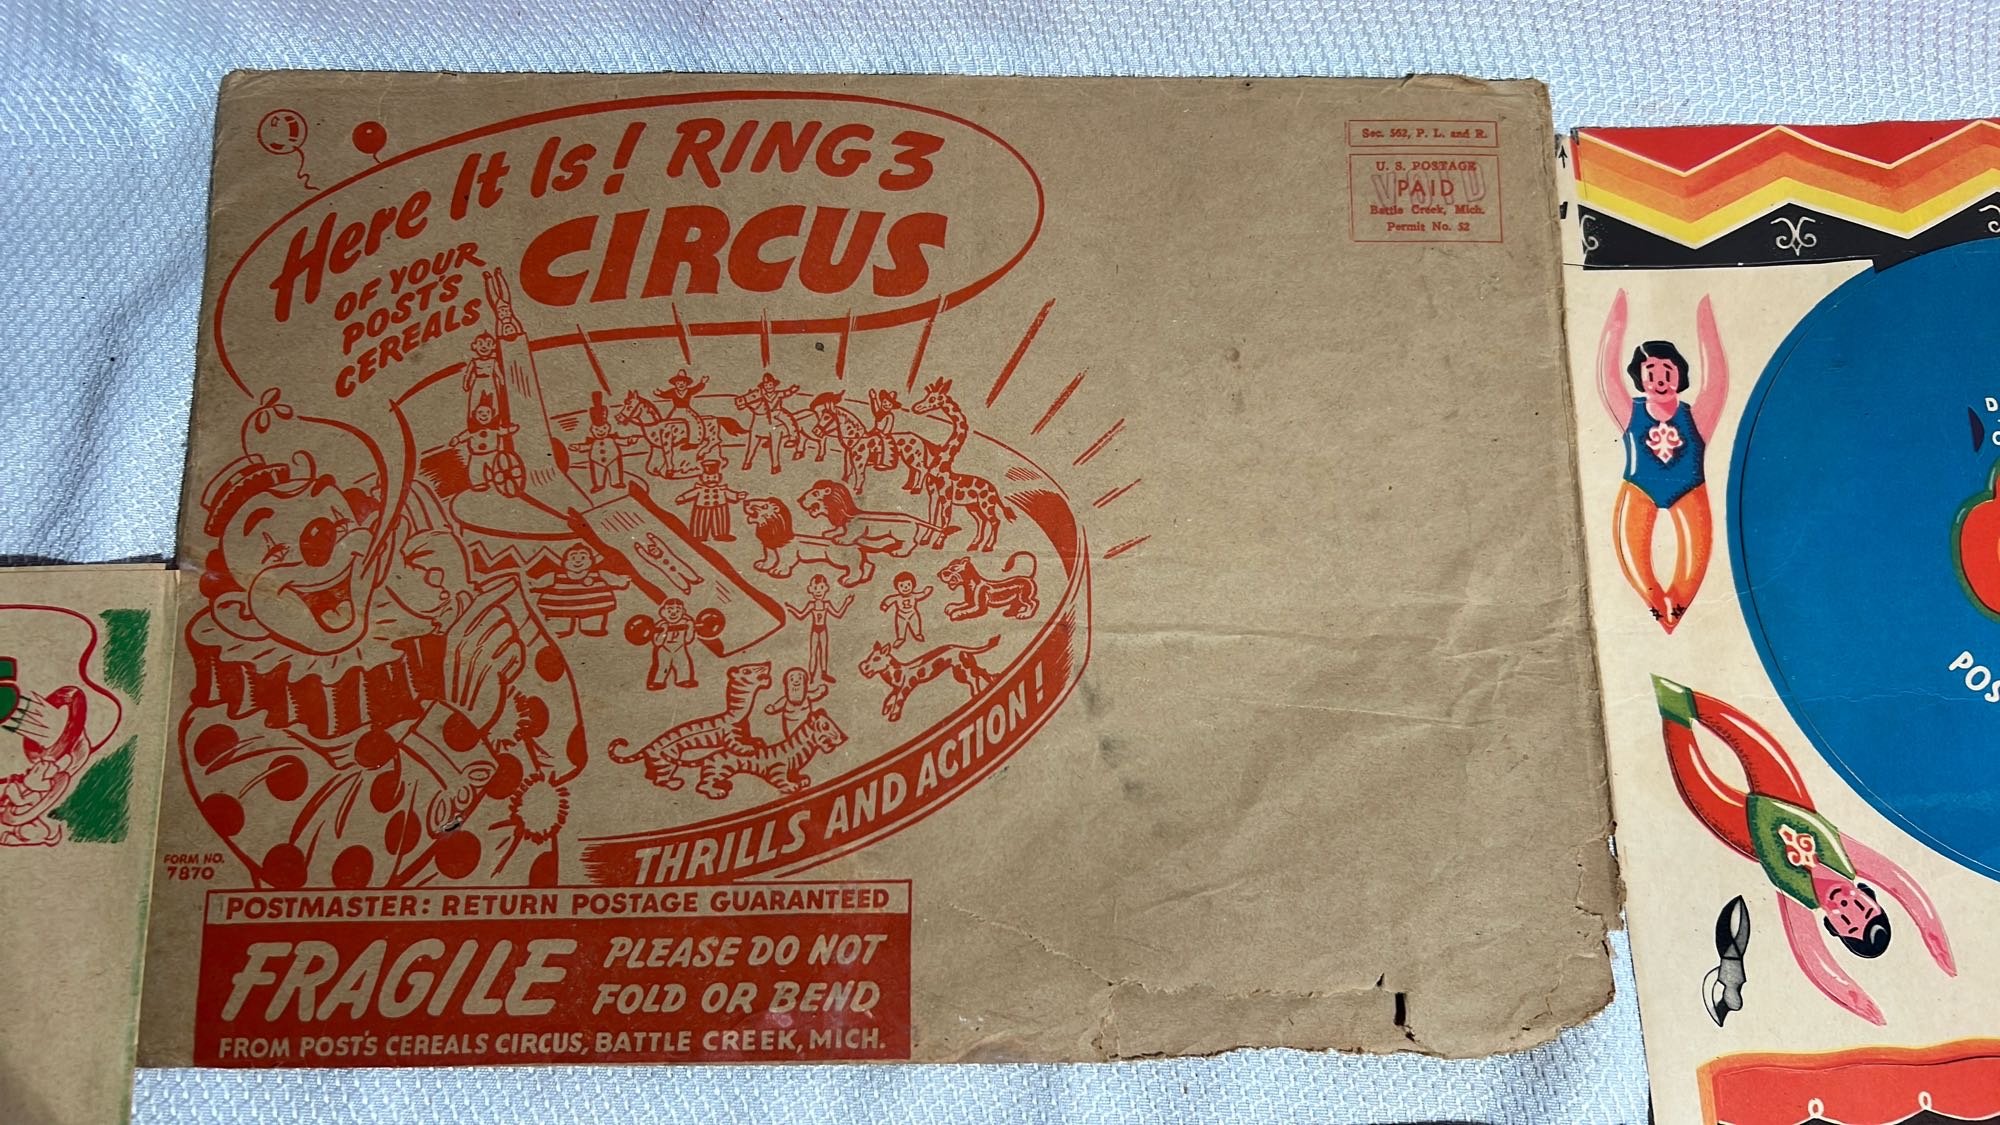 Here It Is! RING 3
OF YOUR
POST'S
CEREALS
CIRCUS
Sec. 562, P. L. and R.
U. S. POSTAGE
PAID
VOID
Battle Creek, Mich.
Permit No. 52
THRILLS AND ACTION!
FORM NO.
7870
POSTMASTER: RETURN POSTAGE GUARANTEED
FRAGILE
PLEASE DO NOT
FOLD OR BEND
FROM POST'S CEREALS CIRCUS, BATTLE CREEK, MICH.
POS